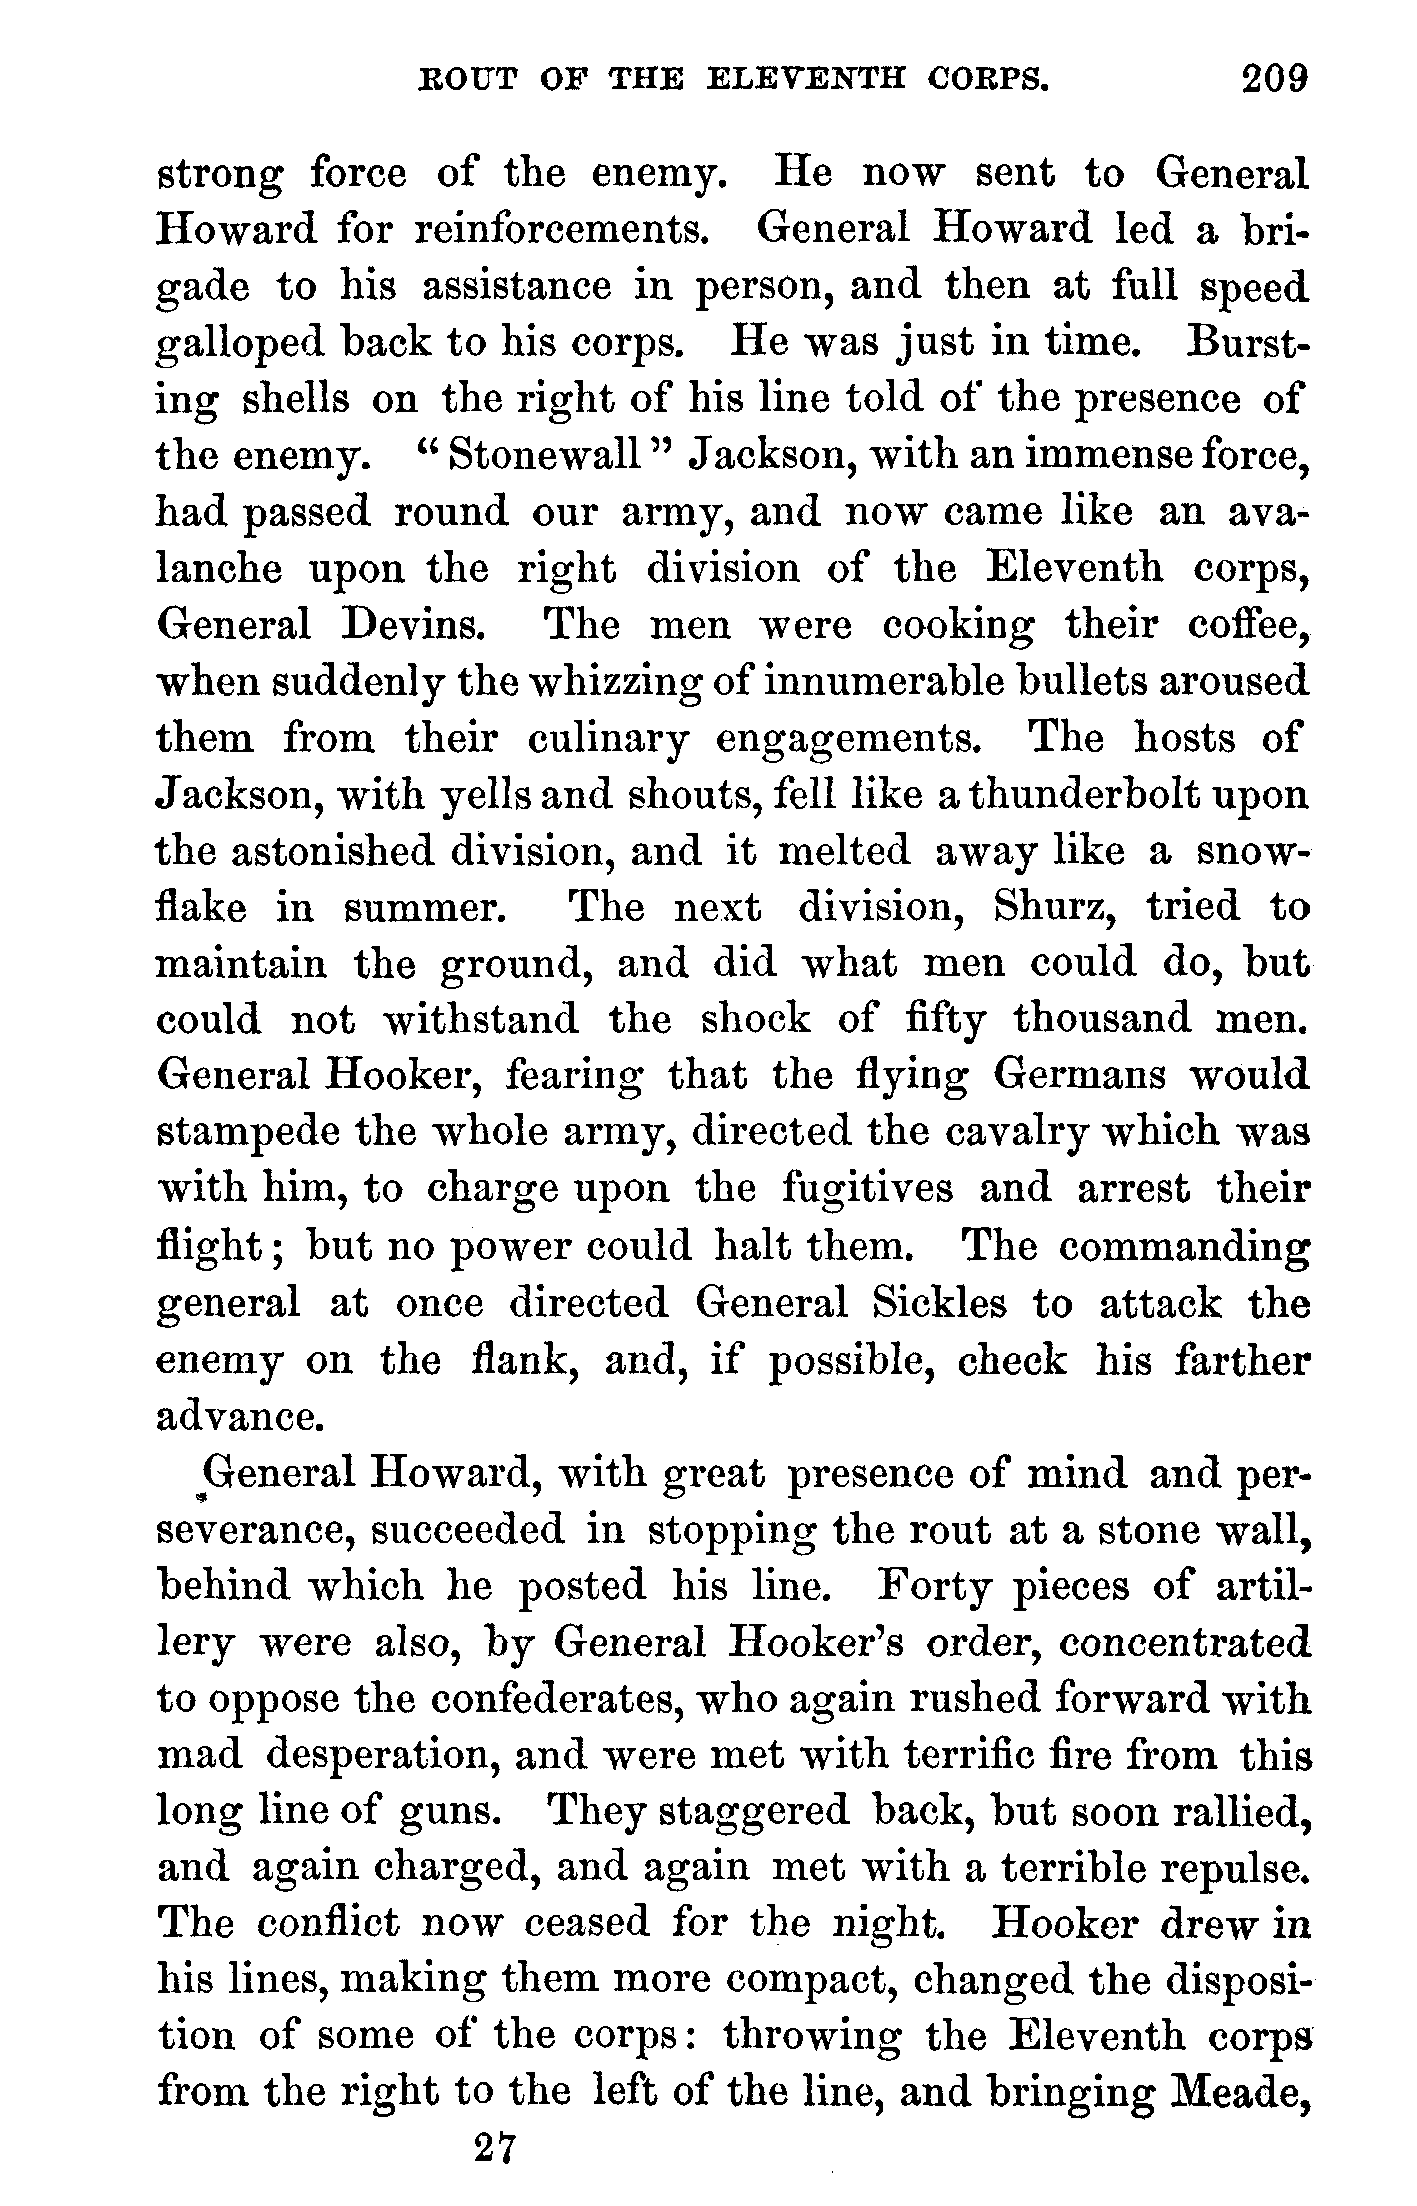 ROUT OF THE ELEVENTH CORPS. 209
strong force of the enemy. He now sent to General
Howard for reinforcements. General Howard led a bri-
gade to his assistance in person, and then at full speed
galloped back to his corps. He was just in time. Burst-
ing shells on the right of his line told of the presence of
the enemy. “Stonewall” Jackson, with an immense force,
had passed round our army, and now came like an ava-
lanche upon the right division of the Eleventh corps,
General Devins. The men were cooking their coffee,
when suddenly the whizzing of innumerable bullets aroused
them from their culinary engagements. The hosts of
Jackson, with yells and shouts, fell like a thunderbolt upon
the astonished division, and it melted away like a snow-
flake in summer. The next division, Shurz, tried to
maintain the ground, and did what men could do, but
could not withstand the shock of fifty thousand men.
General Hooker, fearing that the flying Germans would
stampede the whole army, directed the cavalry which was
with him, to charge upon the fugitives and arrest their
flight; but no power could halt them. The commanding
general at once directed General Sickles to attack the
enemy on the flank, and, if possible, check his farther
advance.
General Howard, with great presence of mind and per-
severance, succeeded in stopping the rout at a stone wall,
behind which he posted his line. Forty pieces of artil-
lery were also, by General Hooker’s order, concentrated
to oppose the confederates, who again rushed forward with
mad desperation, and were met with terrific fire from this
long line of guns. They staggered back, but soon rallied,
and again charged, and again met with a terrible repulse.
The conflict now ceased for the night. Hooker drew in
his lines, making them more compact, changed the disposi-
tion of some of the corps: throwing the Eleventh corps
from the right to the left of the line, and bringing Meade,
27